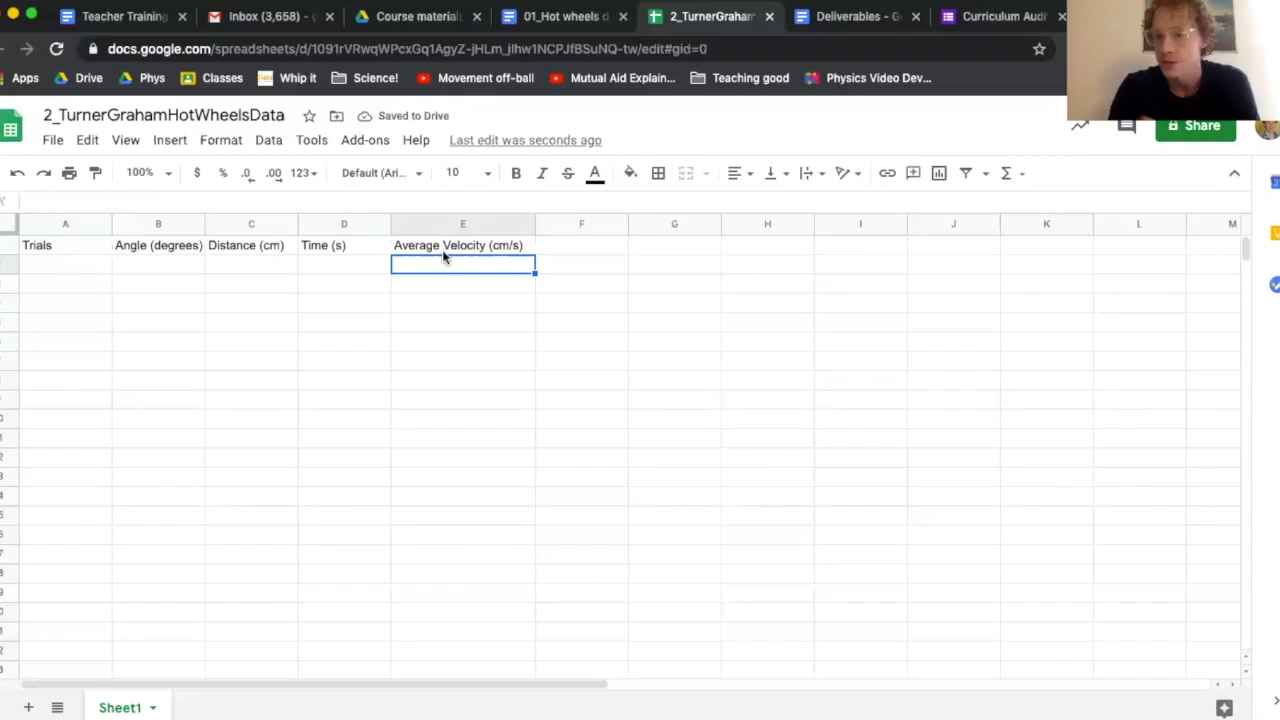 Teacher Training
Inbox (3,658) -
Course material
01_Hot wheels d
2_TurnerGraham
Deliverables - G
Curriculum Audi
docs.google.com/spreadsheets/d/1091rVRwqWPcxGq1AgyZ-jHLm_jIhw1NCPJfBSuNQ-tw/edit#gid=0
Apps
Drive
Phys
Classes
Whip it
Science!
Movement off-ball
Mutual Aid Explain...
Teaching good
Physics Video Dev...
2_TurnerGrahamHotWheelsData
Saved to Drive
File Edit View Insert Format Data Tools Add-ons Help Last edit was seconds ago
Share
100% $ % .0 .00 123 Default (Ari... 10 B I S A Σ
A B C D E F G H I J K L M
Trials Angle (degrees) Distance (cm) Time (s) Average Velocity (cm/s)
Sheet1